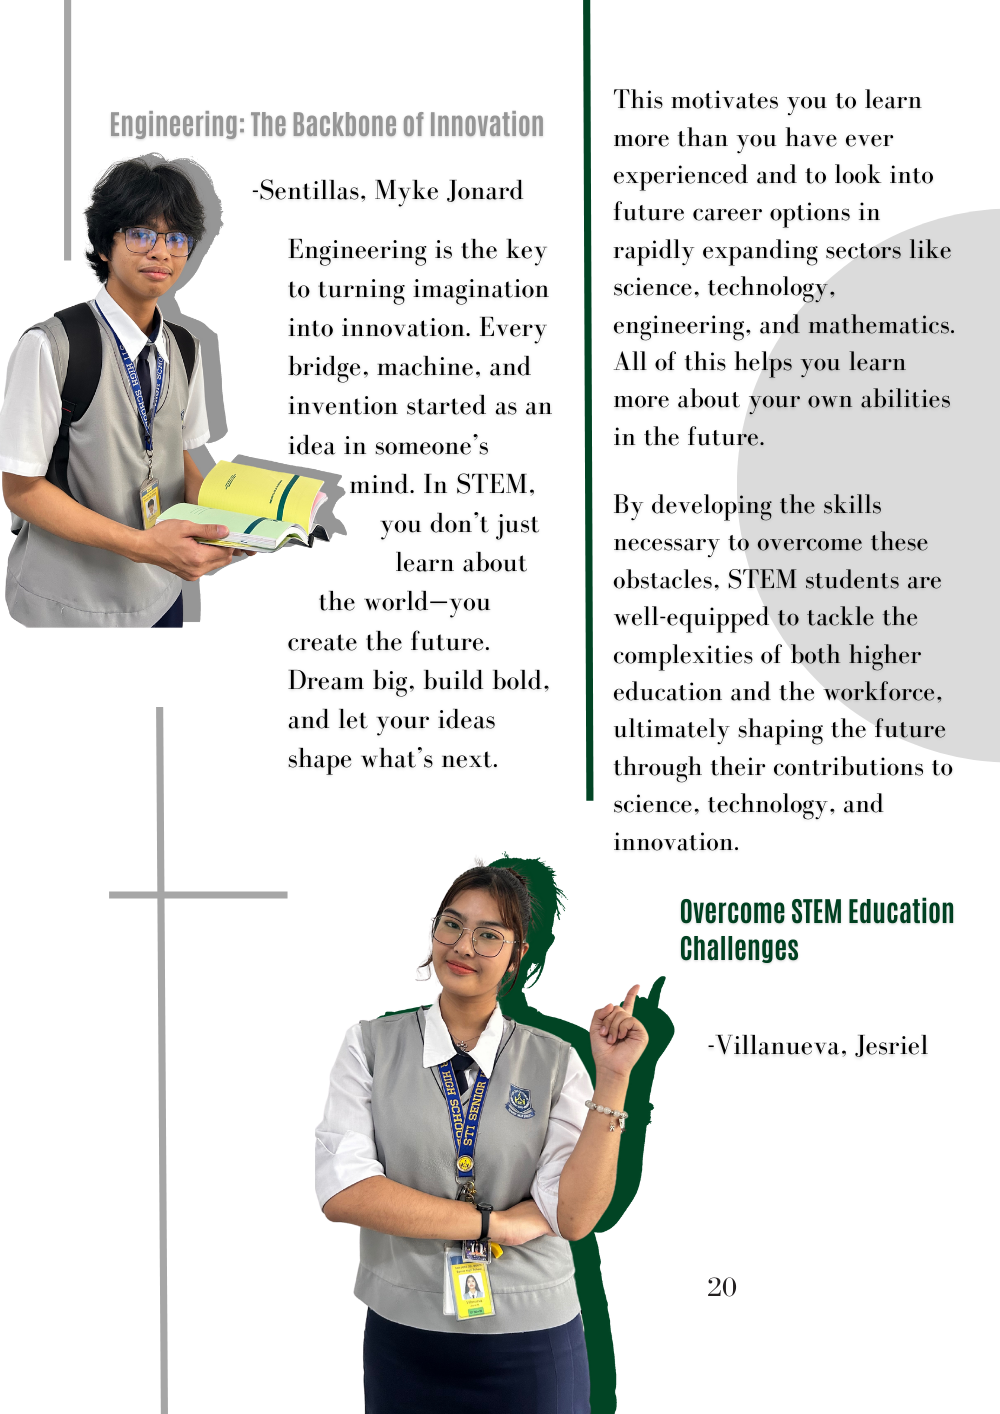 Engineering: The Backbone of Innovation
-Sentillas, Myke Jonard
Engineering is the key
to turning imagination
into innovation. Every
bridge, machine, and
invention started as an
idea in someone's
mind. In STEM,
you don't just
learn about
the world—you
create the future.
Dream big, build bold,
and let your ideas
shape what's next.
This motivates you to learn
more than you have ever
experienced and to look into
future career options in
rapidly expanding sectors like
science, technology,
engineering, and mathematics.
All of this helps you learn
more about your own abilities
in the future.
By developing the skills
necessary to overcome these
obstacles, STEM students are
well-equipped to tackle the
complexities of both higher
education and the workforce,
ultimately shaping the future
through their contributions to
science, technology, and
innovation.
Overcome STEM Education
Challenges
-Villanueva, Jesriel
STI HIGH SCHOOL
HIGH SCHOOL
STI SENIOR
20